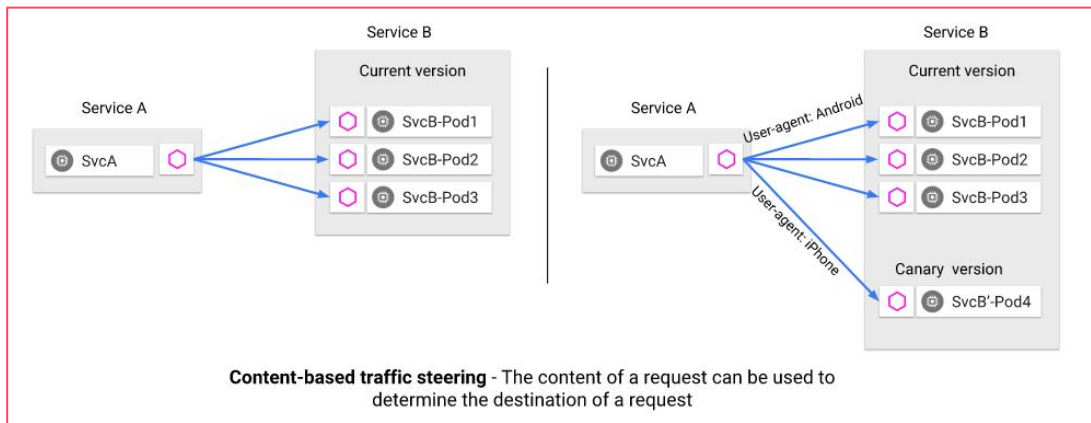 Service B
Current version
Service A
SvcB-Pod1
SvcA
SvcB-Pod2
SvcB-Pod3
Service B
Current version
User-agent: Android
Service A
SvcB-Pod1
SvcA
SvcB-Pod2
SvcB-Pod3
User-agent: iPhone
Canary version
SvcB'-Pod4
Content-based traffic steering - The content of a request can be used to
determine the destination of a request